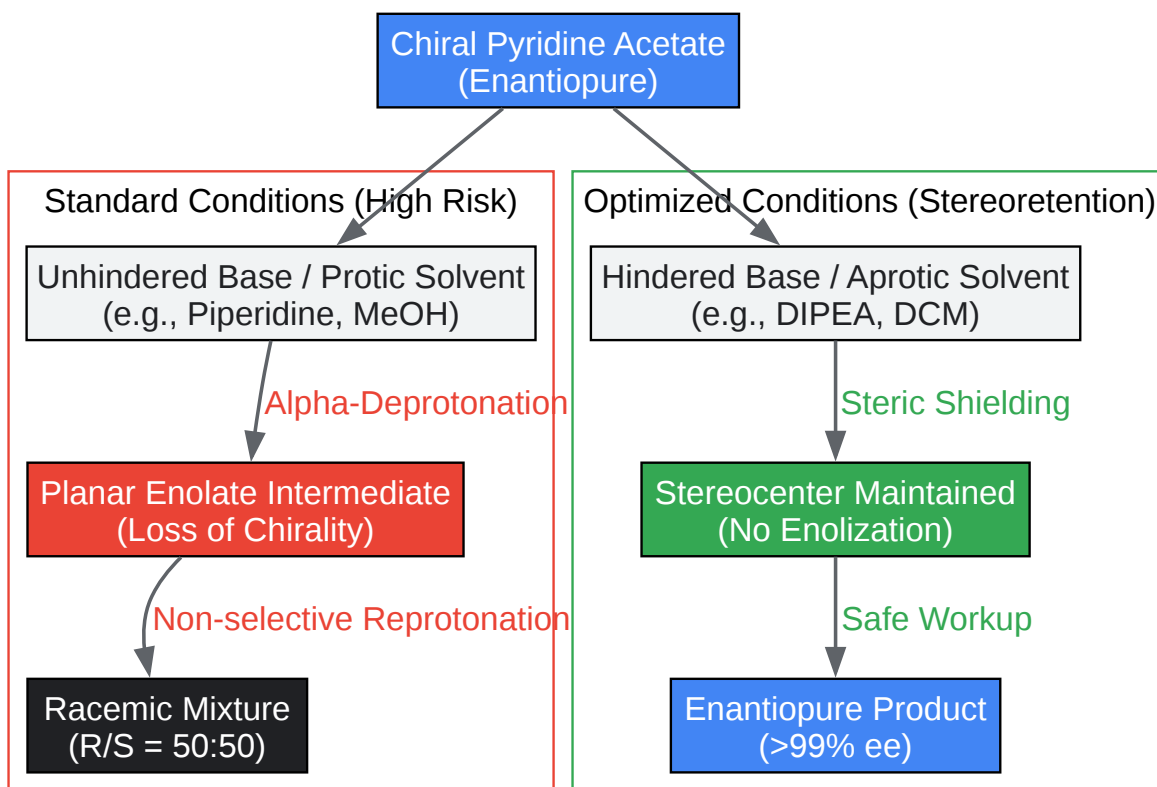 Chiral Pyridine Acetate
(Enantiopure)
Standard Conditions (High Risk)
Unhindered Base / Protic Solvent
(e.g., Piperidine, MeOH)
Alpha-Deprotonation
Planar Enolate Intermediate
(Loss of Chirality)
Non-selective Reprotonation
Racemic Mixture
(R/S = 50:50)
Optimized Conditions (Stereoretention)
Hindered Base / Aprotic Solvent
(e.g., DIPEA, DCM)
Steric Shielding
Stereocenter Maintained
(No Enolization)
Safe Workup
Enantiopure Product
(>99% ee)